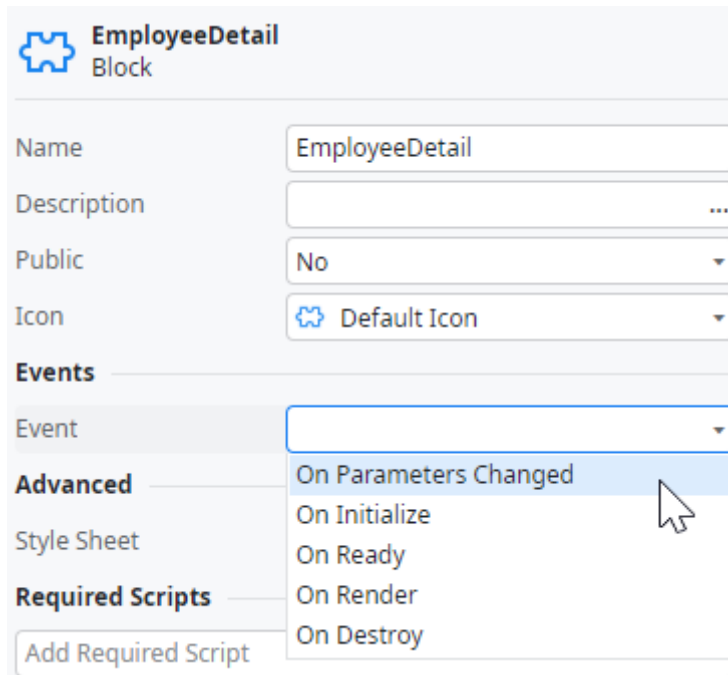 EmployeeDetail
Block
Name EmployeeDetail
Description ...
Public No
Icon Default Icon
Events
Event
On Parameters Changed
Advanced
On Initialize
Style Sheet
On Ready
Required Scripts
On Render
On Destroy
Add Required Script